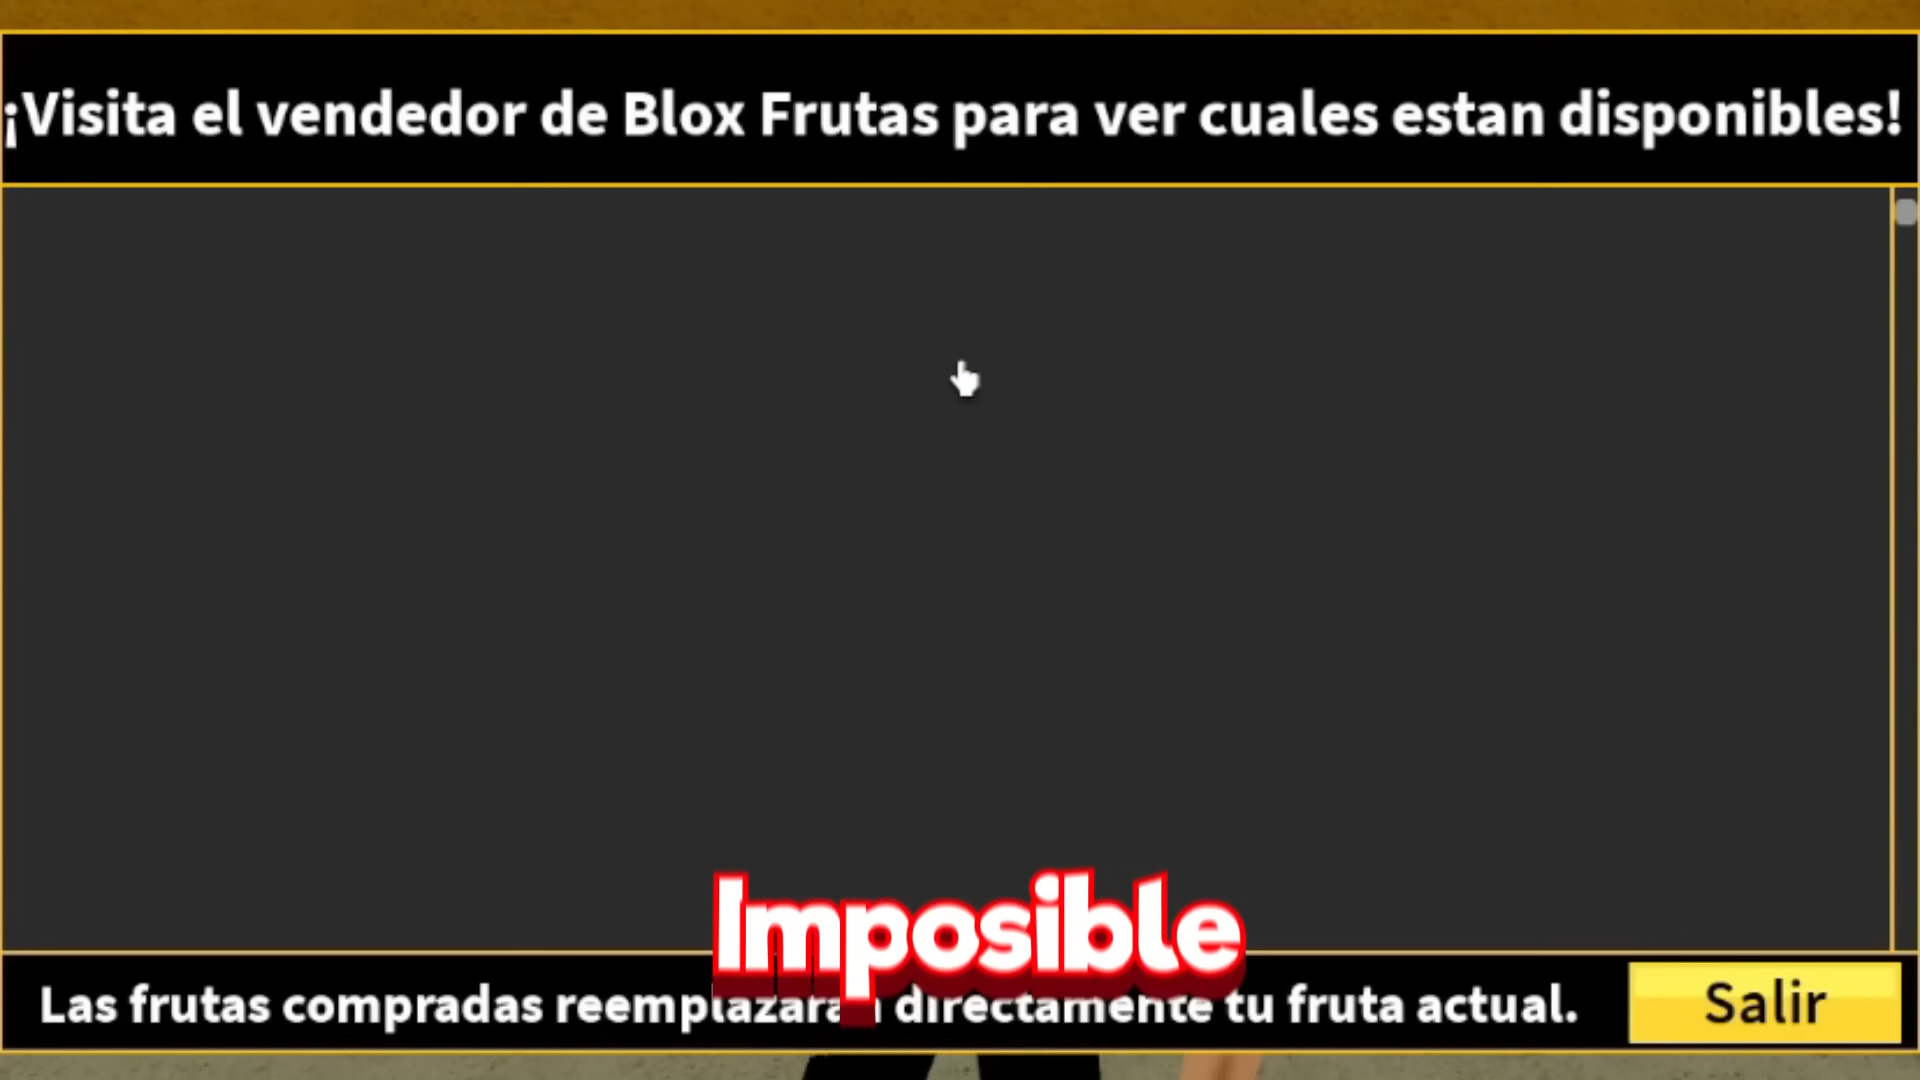 ¡Visita el vendedor de Blox Frutas para ver cuales estan disponibles!
Imposible
Las frutas compradas reemplazaran directamente tu fruta actual.
Salir